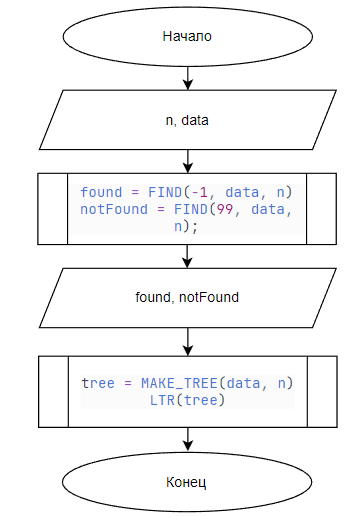 Начало
n, data
found = FIND(-1, data, n)
notFound = FIND(99, data,
n);
found, notFound
tree = MAKE_TREE(data, n)
LTR(tree)
Конец